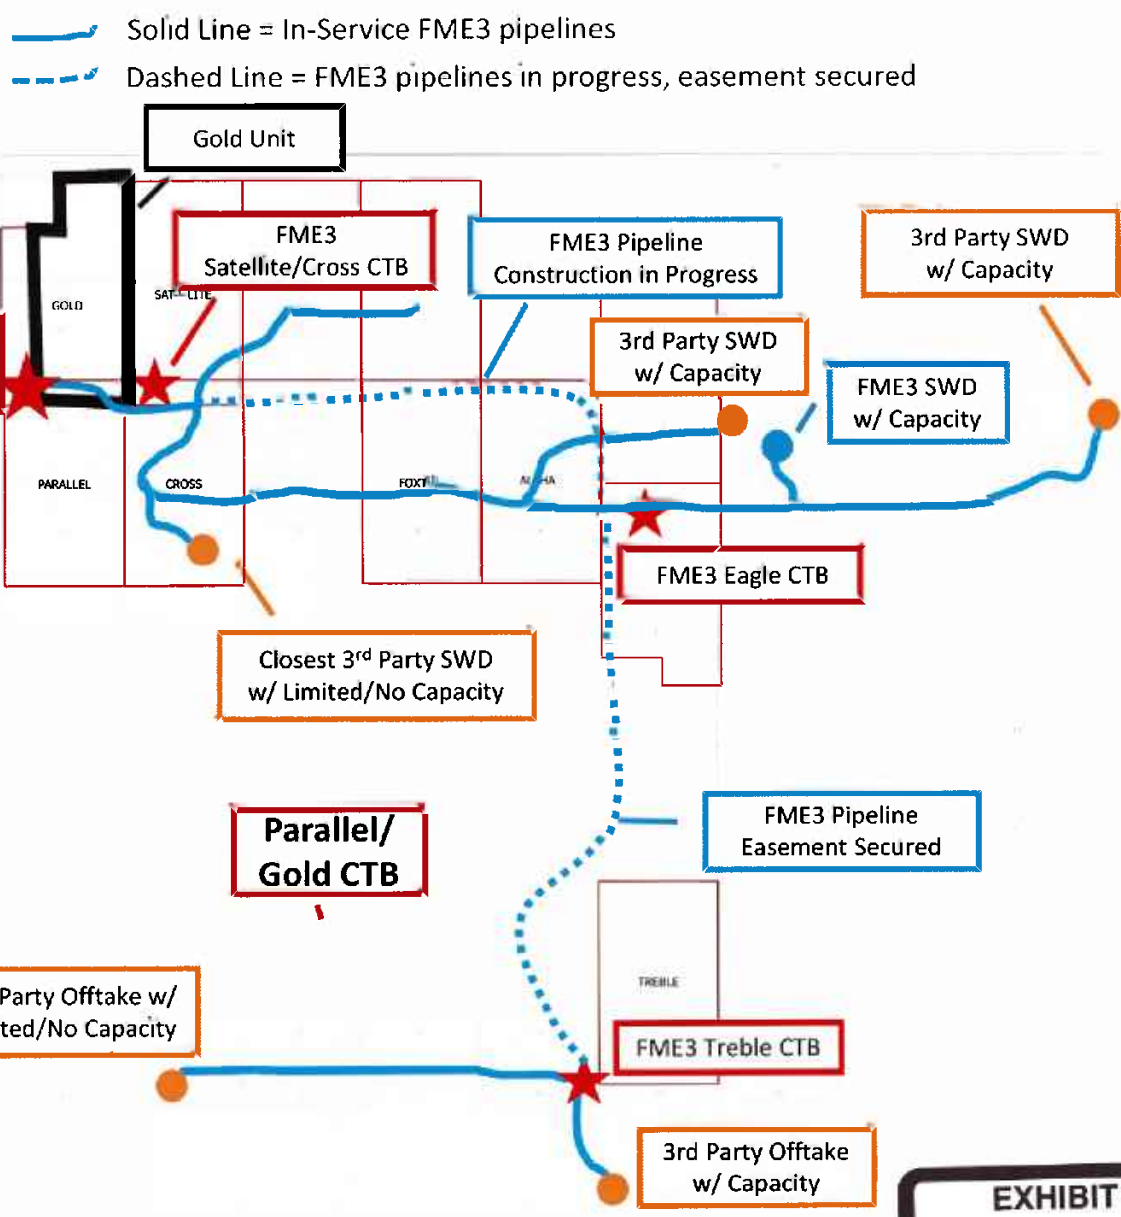 Solid Line = In-Service FME3 pipelines
Dashed Line = FME3 pipelines in progress, easement secured
Gold Unit
FME3
Satellite/Cross CTB
FME3 Pipeline
Construction in Progress
3rd Party SWD
w/ Capacity
3rd Party SWD
w/ Capacity
FME3 SWD
w/ Capacity
GOLD
PARALLEL
CROSS
FME3 Eagle CTB
Closest 3rd Party SWD
w/ Limited/No Capacity
Parallel/
Gold CTB
FME3 Pipeline
Easement Secured
TREBLE
Party Offtake w/
ted/No Capacity
FME3 Treble CTB
3rd Party Offtake
w/ Capacity
EXHIBIT